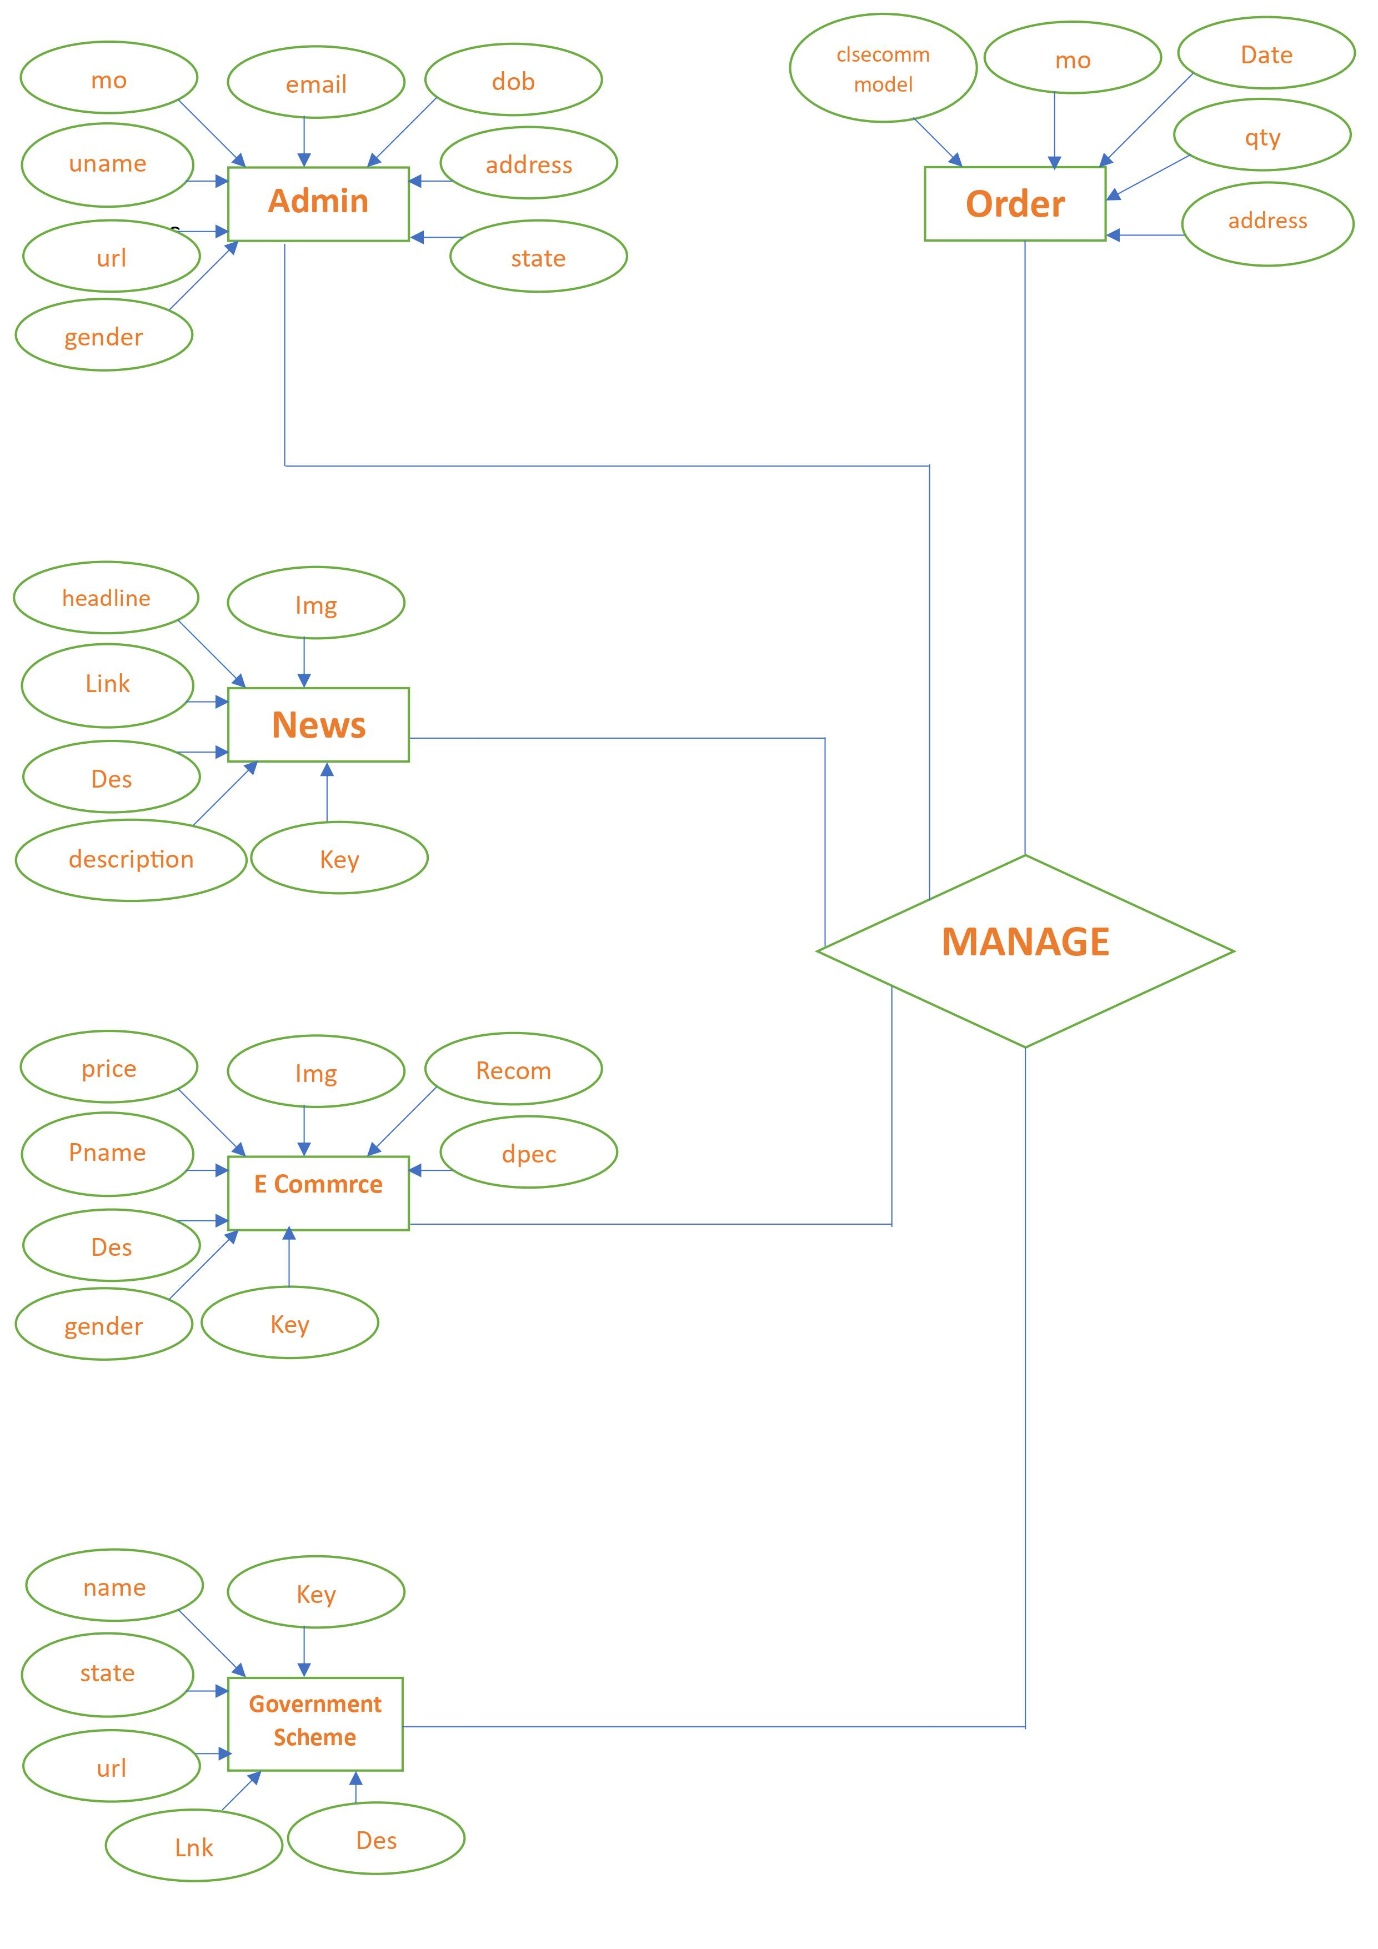 mo
email
dob
uname
address
Admin
url
state
gender
clsecomm
model
mo
Date
qty
Order
address
headline
Img
Link
News
Des
description
Key
MANAGE
price
Img
Recom
Pname
dpec
E Commrce
Des
gender
Key
name
Key
state
Government
Scheme
url
Lnk
Des